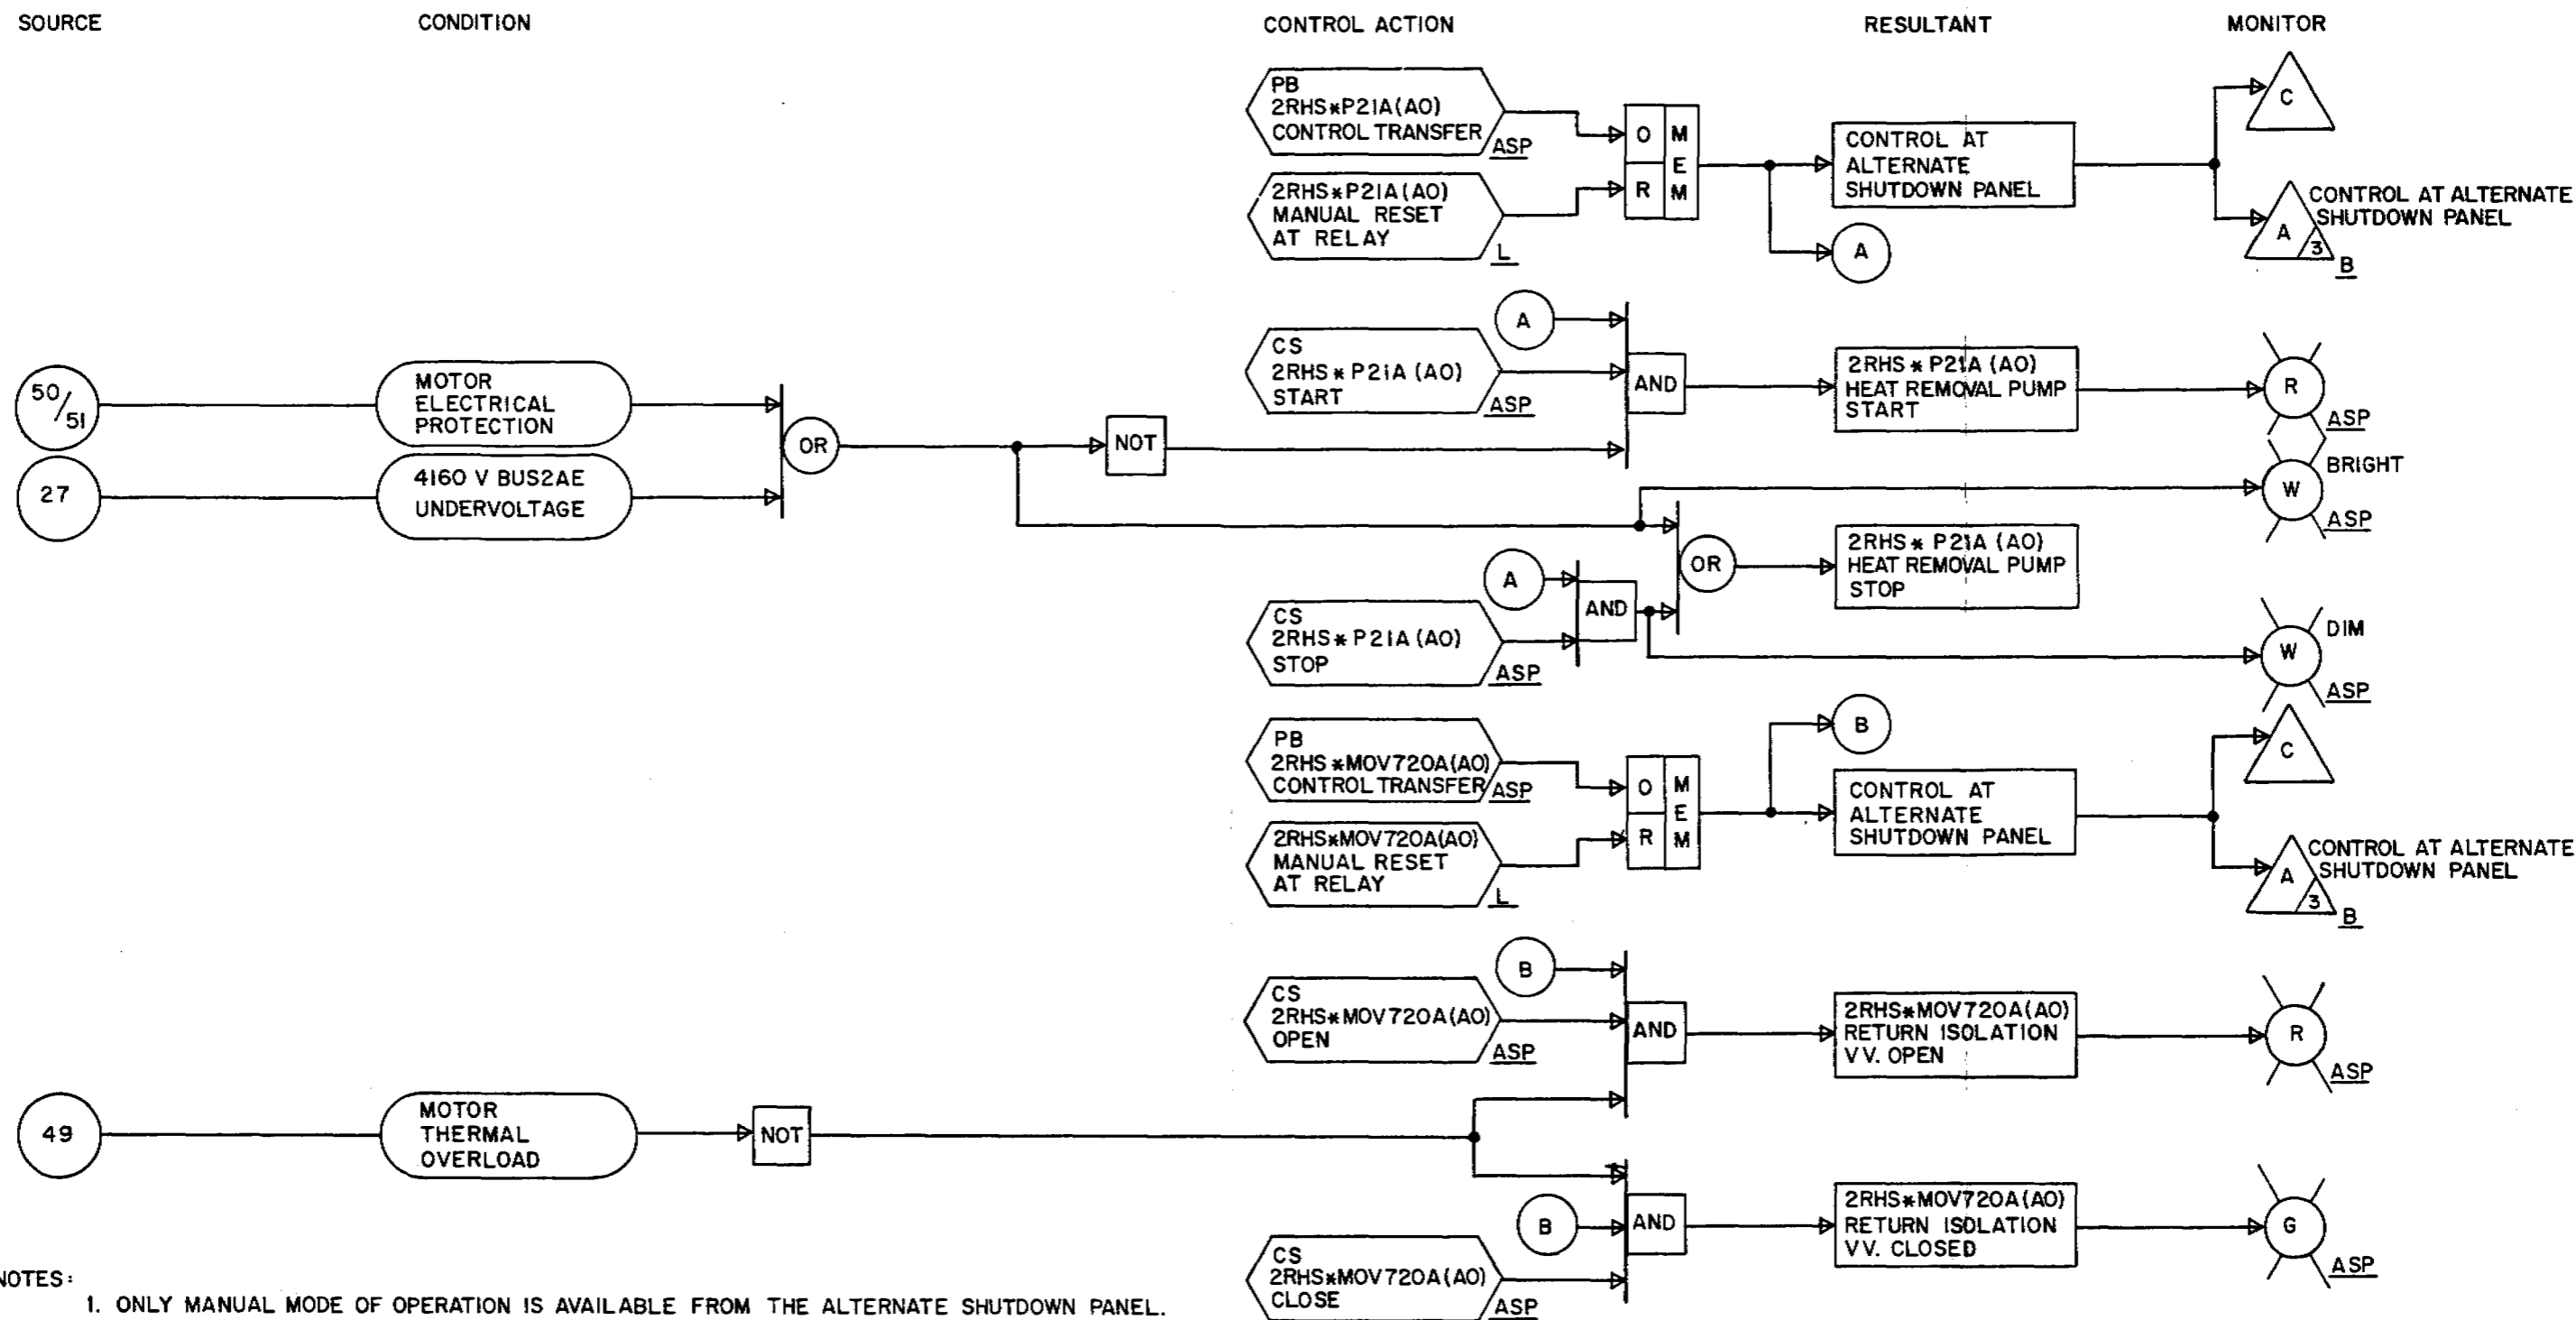 SOURCE CONDITION CONTROL ACTION RESULTANT MONITOR
PB
2RHS*P21A(AO)
CONTROL TRANSFER
ASP
2RHS*P21A(AO)
MANUAL RESET
AT RELAY
L
O M
E
R M
CONTROL AT
ALTERNATE
SHUTDOWN PANEL
A
C
A 3
B
CONTROL AT ALTERNATE
SHUTDOWN PANEL
50/51
MOTOR
ELECTRICAL
PROTECTION
27
4160 V BUS2AE
UNDERVOLTAGE
OR
NOT
A
CS
2RHS*P21A (AO)
START
ASP
AND
2RHS*P21A (AO)
HEAT REMOVAL PUMP
START
R
ASP
W
BRIGHT
ASP
A
CS
2RHS*P21A (AO)
STOP
ASP
AND
OR
2RHS*P21A (AO)
HEAT REMOVAL PUMP
STOP
W
DIM
ASP
PB
2RHS*MOV720A(AO)
CONTROL TRANSFER
ASP
2RHS*MOV720A(AO)
MANUAL RESET
AT RELAY
L
O M
E
R M
B
CONTROL AT
ALTERNATE
SHUTDOWN PANEL
C
A 3
B
CONTROL AT ALTERNATE
SHUTDOWN PANEL
B
CS
2RHS*MOV720A(AO)
OPEN
ASP
AND
2RHS*MOV720A(AO)
RETURN ISOLATION
VV. OPEN
R
ASP
49
MOTOR
THERMAL
OVERLOAD
NOT
B
CS
2RHS*MOV720A(AO)
CLOSE
ASP
AND
2RHS*MOV720A(AO)
RETURN ISOLATION
VV. CLOSED
G
ASP
NOTES:
1. ONLY MANUAL MODE OF OPERATION IS AVAILABLE FROM THE ALTERNATE SHUTDOWN PANEL.